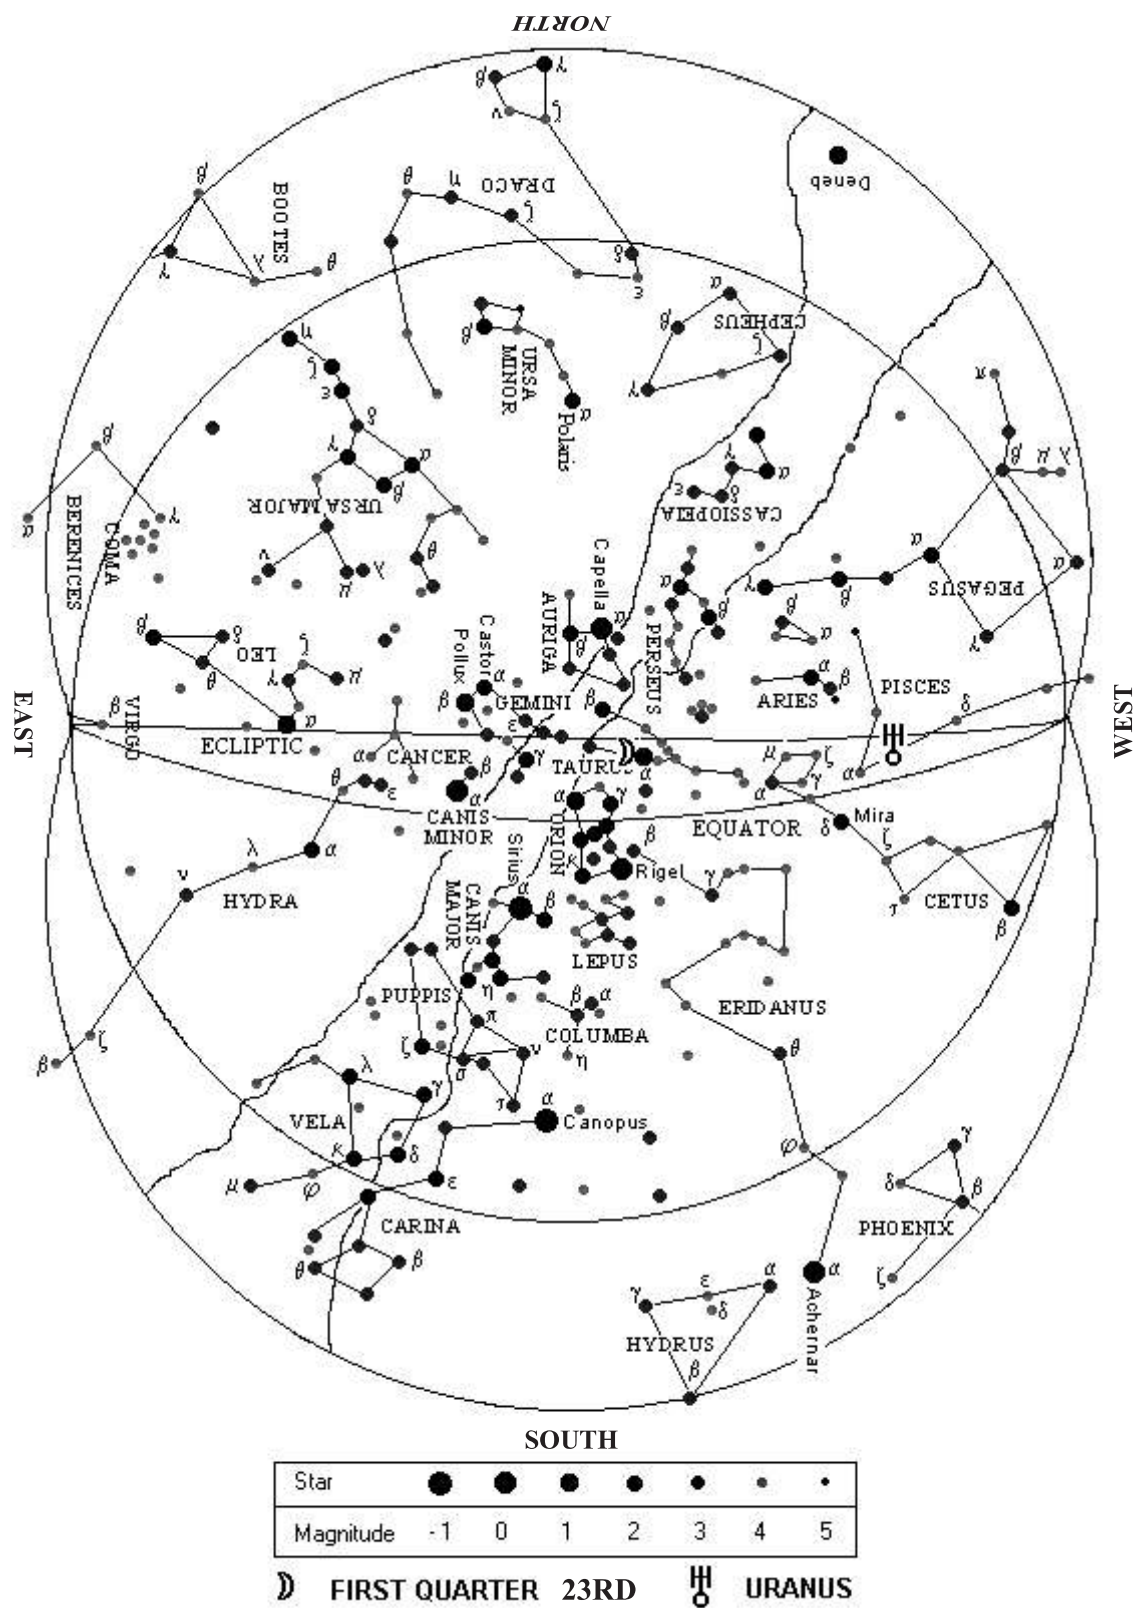 NORTH
γ
β
ν
ζ
Deneb
β
θ
η
DRACO
ζ
BOOTES
γ
λ
θ
δ
ε
α
CEPHEUS
β
ζ
γ
η
ζ
ε
δ
γ
α
β
URSA MAJOR
β
URSA
MINOR
α
Polaris
π
β
μ
λ
γ
α
δ
ε
CASSIOPEIA
β
α
γ
COMA
BERENICES
ν
μ
λ
θ
Capella
α
β
AURIGA
α
β
PERSEUS
γ
β
α
PEGASUS
α
γ
β
α
β
δ
LEO
θ
ζ
γ
μ
α
Castor
Pollux
α
β
GEMINI
ε
γ
β
α
β
ARIES
PISCES
δ
α
EAST
WEST
β
VIRGO
ECLIPTIC
α
CANCER
TAURUS
α
μ
ζ
γ
α
θ
ε
β
α
CANIS
MINOR
α
γ
ORION
κ
β
Rigel
EQUATOR
δ
Mira
ζ
τ
CETUS
β
λ
α
ν
HYDRA
Sirius
α
β
CANIS
MAJOR
η
γ
LEPUS
PUPPIS
π
ζ
σ
ν
τ
β
α
COLUMBA
η
ERIDANUS
θ
β
ζ
λ
γ
VELA
κ
δ
α
Canopus
φ
μ
φ
ε
γ
δ
β
PHOENIX
ζ
CARINA
θ
β
γ
ε
δ
α
α
HYDRUS
β
Achernar
SOUTH
Star
Magnitude -1 0 1 2 3 4 5
FIRST QUARTER 23RD URANUS